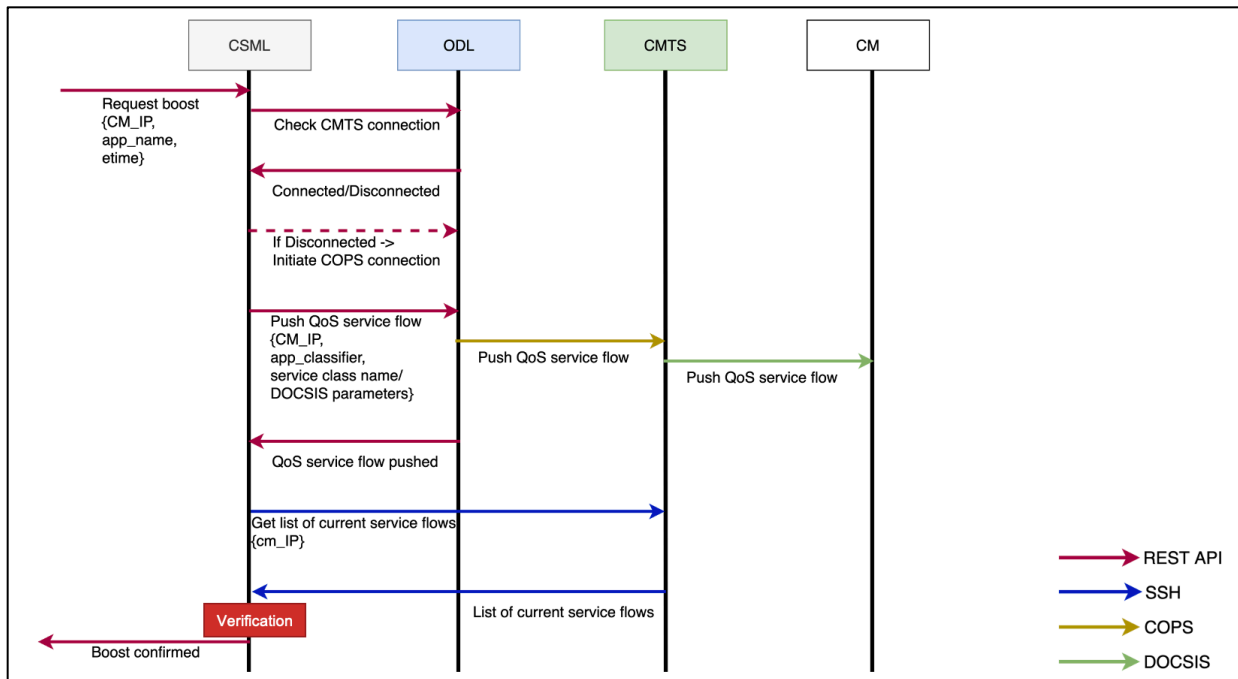 CSML
ODL
CMTS
CM
Request boost
{CM_IP,
app_name,
etime}
Check CMTS connection
Connected/Disconnected
If Disconnected ->
Initiate COPS connection
Push QoS service flow
{CM_IP,
app_classifier,
service class name/
DOCSIS parameters}
Push QoS service flow
Push QoS service flow
QoS service flow pushed
Get list of current service flows
{cm_IP}
List of current service flows
Verification
Boost confirmed
REST API
SSH
COPS
DOCSIS